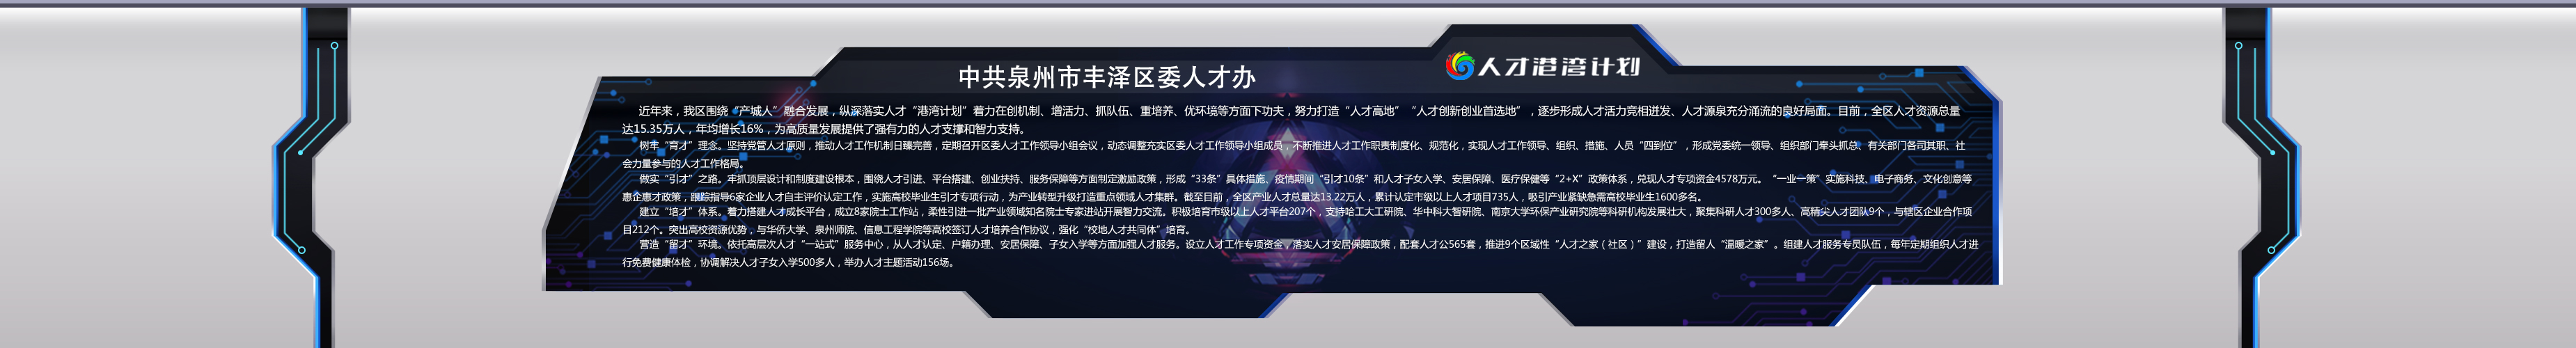 中共泉州市丰泽区委人才办
人才港湾计划
近年来，我区围绕“产城人”融合发展，纵深落实人才“港湾计划”着力在创机制、增活力、抓队伍、重培养、优环境等方面下功夫，努力打造“人才高地”“人才创新创业首选地”，逐步形成人才活力竞相迸发、人才源泉充分涌流的良好局面。目前，全区人才资源总量
达15.35万人，年均增长16%，为高质量发展提供了强有力的人才支撑和智力支持。
树牢“育才”理念。坚持党管人才原则，推动人才工作机制日臻完善，定期召开区委人才工作领导小组会议，动态调整充实区委人才工作领导小组成员，不断推进人才工作职责制度化、规范化，实现人才工作领导、组织、措施、人员“四到位”，形成党委统一领导、组织部门牵头抓总、有关部门各司其职、社
会力量参与的人才工作格局。
做实“引才”之路。牢抓顶层设计和制度建设根本，围绕人才引进、平台搭建、创业扶持、服务保障等方面制定激励政策，形成“33条”具体措施、疫情期间“引才10条”和人才子女入学、安居保障、医疗保健等“2+X”政策体系，兑现人才专项资金4578万元。“一业一策”实施科技、电子商务、文化创意等
惠企惠才政策，跟踪指导6家企业人才自主评价认定工作，实施高校毕业生引才专项行动，为产业转型升级打造重点领域人才集群。截至目前，全区产业人才总量达13.22万人，累计认定市级以上人才项目735人，吸引产业紧缺急需高校毕业生1600多名。
建立“培才”体系。着力搭建人才成长平台，成立8家院士工作站，柔性引进一批产业领域知名院士专家进站开展智力交流。积极培育市级以上人才平台207个，支持哈工大工研院、华中科大智研院、南京大学环保产业研究院等科研机构发展壮大，聚集科研人才300多人、高精尖人才团队9个，与辖区企业合作项
目212个。突出高校资源优势，与华侨大学、泉州师院、信息工程学院等高校签订人才培养合作协议，强化“校地人才共同体”培育。
营造“留才”环境。依托高层次人才“一站式”服务中心，从人才认定、户籍办理、安居保障、子女入学等方面加强人才服务。设立人才工作专项资金，落实人才安居保障政策，配套人才公565套，推进9个区域性“人才之家（社区）”建设，打造留人“温暖之家”。组建人才服务专员队伍，每年定期组织人才进
行免费健康体检，协调解决人才子女入学500多人，举办人才主题活动156场。